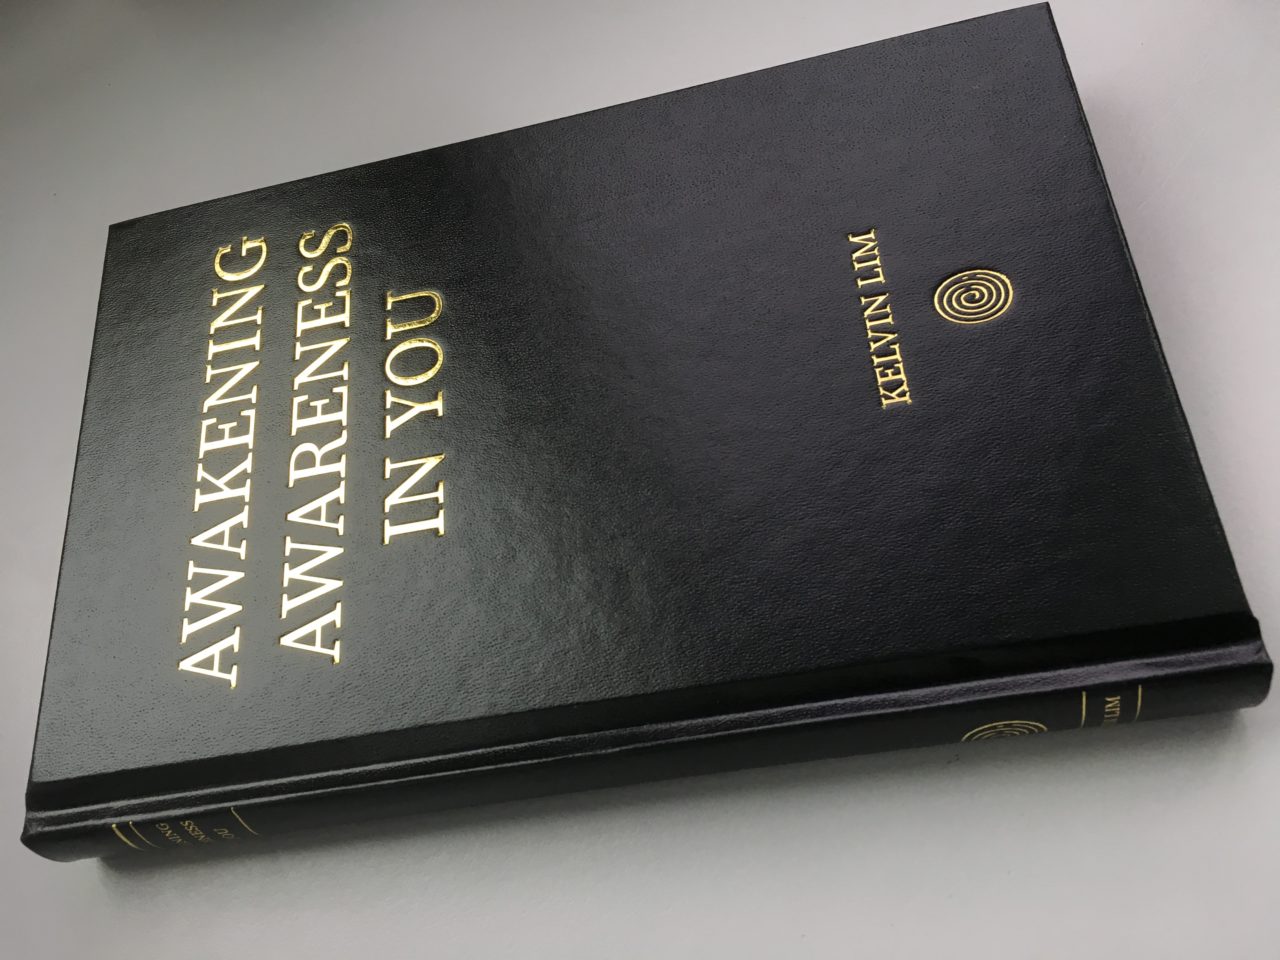 AWAKENING
AWARENESS
IN YOU
KELVIN LIM
LIM